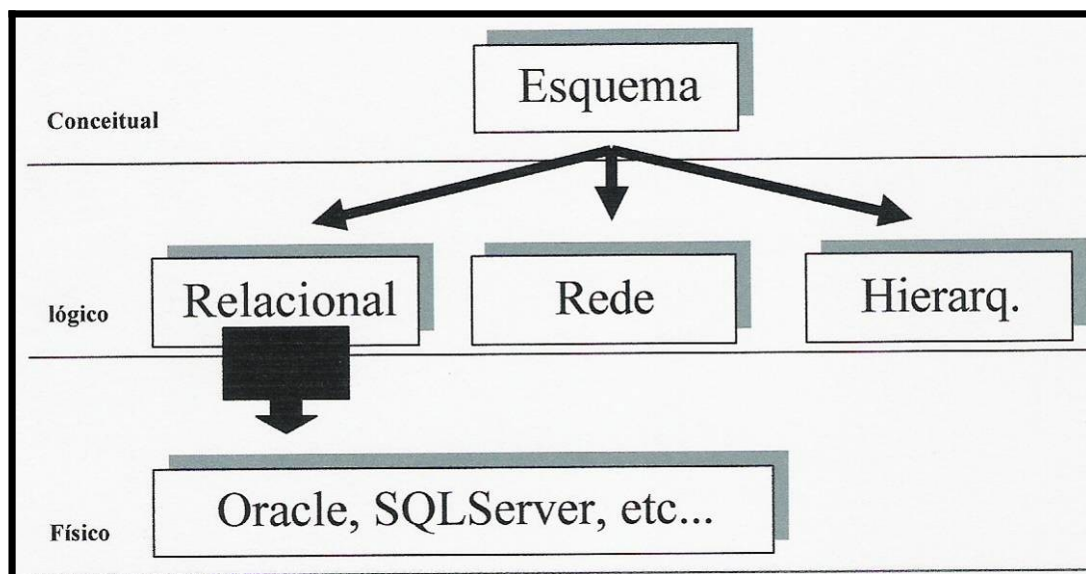 Esquema
Conceitual
Relacional
Rede
Hierarq.
lógico
Oracle, SQLServer, etc...
Físico